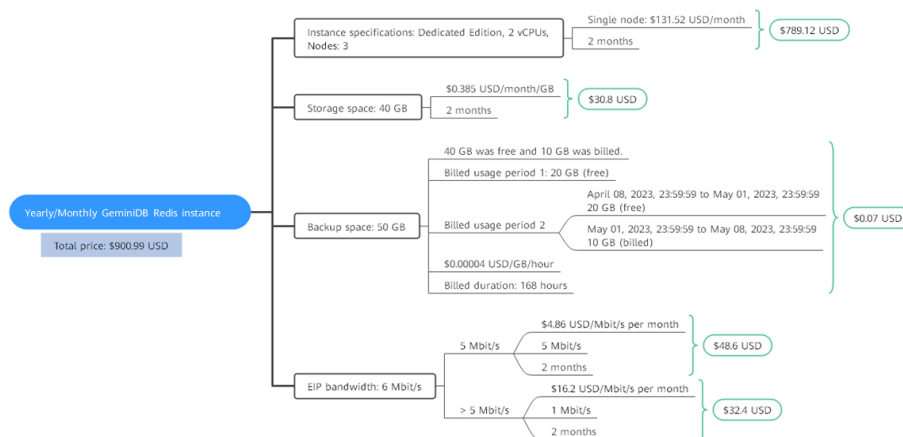 Yearly/Monthly GeminiDB Redis instance
Total price: $900.99 USD
Instance specifications: Dedicated Edition, 2 vCPUs,
Nodes: 3
Single node: $131.52 USD/month
2 months
$789.12 USD
Storage space: 40 GB
$0.385 USD/month/GB
2 months
$30.8 USD
Backup space: 50 GB
40 GB was free and 10 GB was billed.
Billed usage period 1: 20 GB (free)
Billed usage period 2
April 08, 2023, 23:59:59 to May 01, 2023, 23:59:59
20 GB (free)
May 01, 2023, 23:59:59 to May 08, 2023, 23:59:59
10 GB (billed)
$0.00004 USD/GB/hour
Billed duration: 168 hours
$0.07 USD
EIP bandwidth: 6 Mbit/s
5 Mbit/s
$4.86 USD/Mbit/s per month
5 Mbit/s
2 months
$48.6 USD
> 5 Mbit/s
$16.2 USD/Mbit/s per month
1 Mbit/s
2 months
$32.4 USD